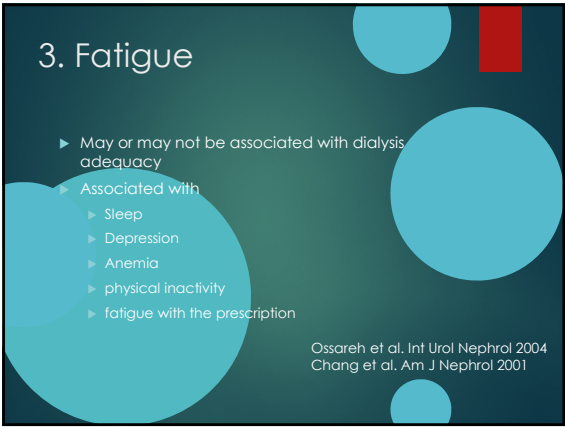 3. Fatigue
May or may not be associated with dialysis
adequacy
Associated with
Sleep
Depression
Anemia
physical inactivity
fatigue with the prescription
Ossareh et al. Int Urol Nephrol 2004
Chang et al. Am J Nephrol 2001